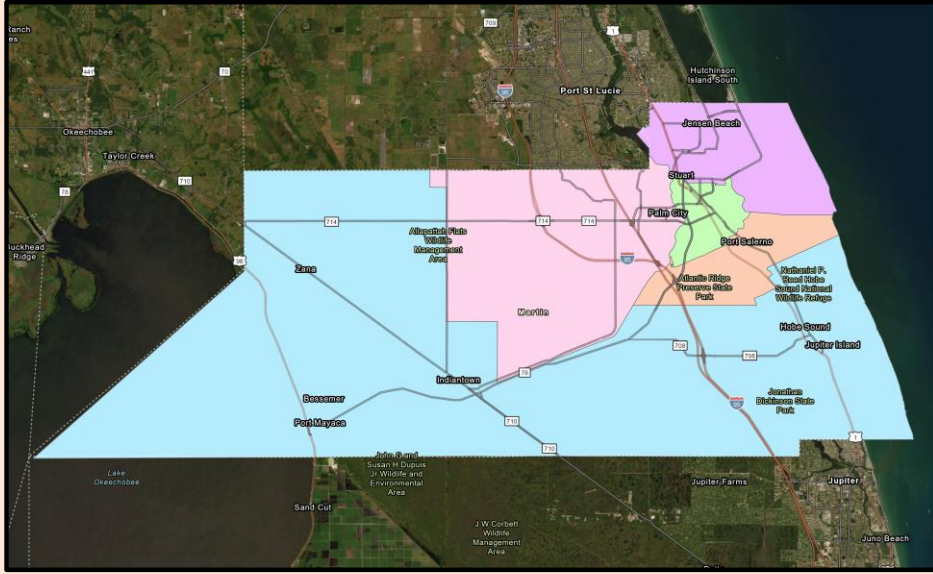 Ranch
es
441
70
709
1
95
Port St Lucie
Hutchinson
Island South
Okeechobee
Jensen Beach
Taylor Creek
710
78
Stuart
714
714
714
Palm City
Buckhead
Ridge
98
Allapattah Flats
Wildlife
Management
Area
Port Salerno
95
Zana
Atlantic Ridge
Preserve State
Park
Nathaniel P.
Reed Hobe
Sound National
Wildlife Refuge
Martin
Hobe Sound
Jupiter Island
708
708
76
Indiantown
Bessemer
Port Mayaca
Jonathan
Dickinson State
Park
95
710
710
1
Lake
Okeechobee
John G and
Susan H Dupuis
Jr Wildlife and
Environmental
Area
Jupiter Farms
Jupiter
Sand Cut
J W Corbett
Wildlife
Management
Area
Juno Beach